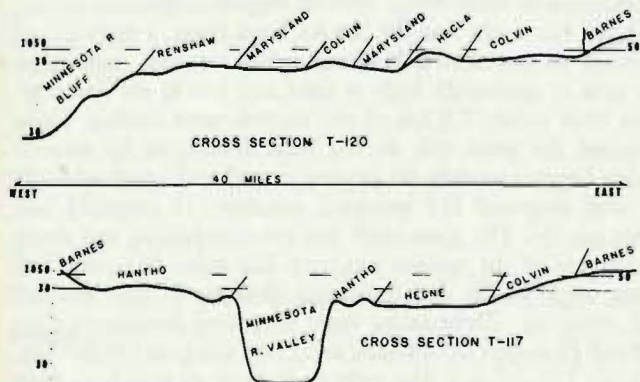 MINNESOTA R
BLUFF
RENSHAW
MARYSLAND
COLVIN
MARYSLAND
HECLA
COLVIN
BARNES
1050
30
50
30
CROSS SECTION T-120
WEST
40 MILES
EAST
BARNES
1050
HANTHO
30
MINNESOTA
R. VALLEY
HANTHO
HEGNE
COLVIN
BARNES
50
30
CROSS SECTION T-117